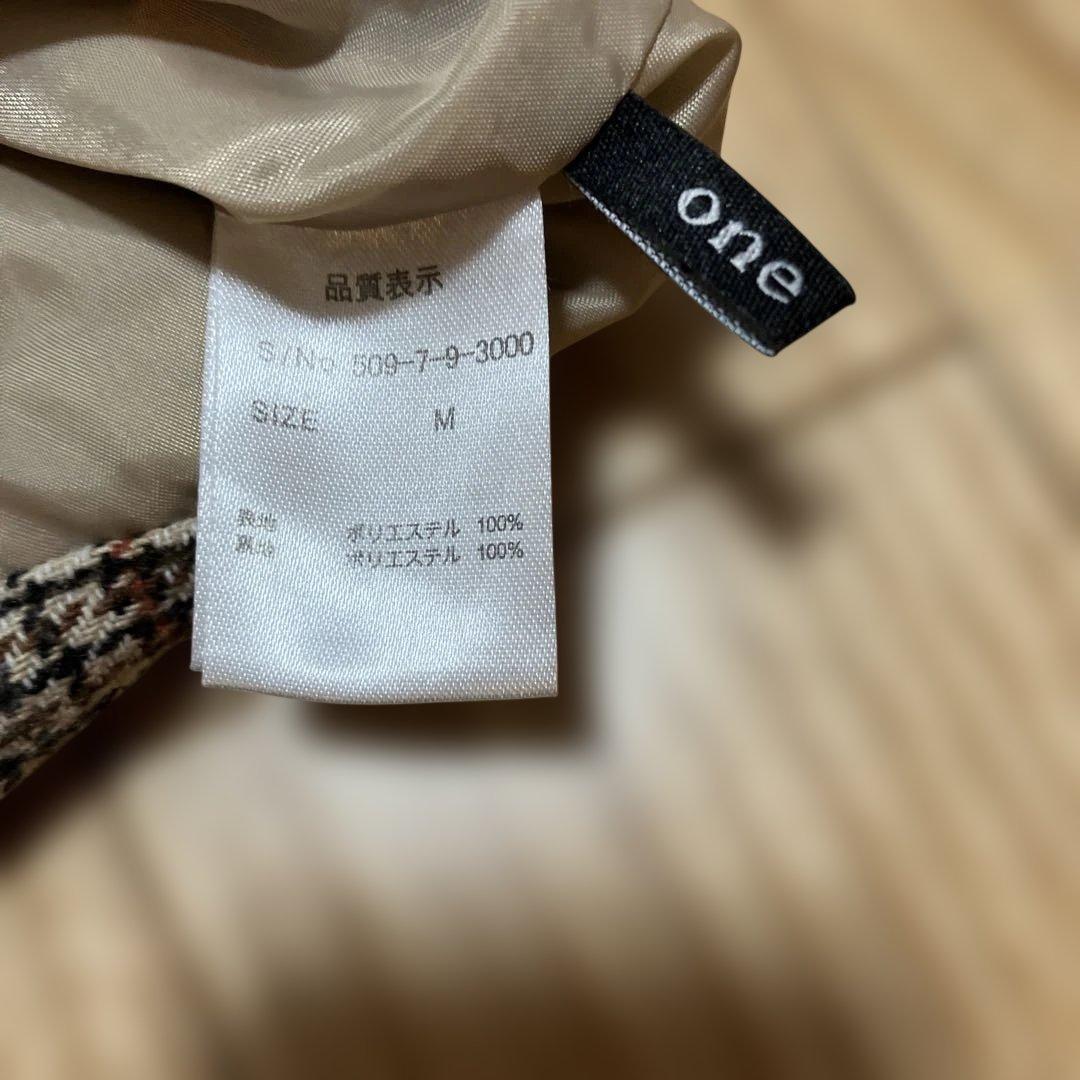 one
品質表示
S/No 509-7-9-3000
SIZE M
表地 ポリエステル 100%
裏地 ポリエステル 100%